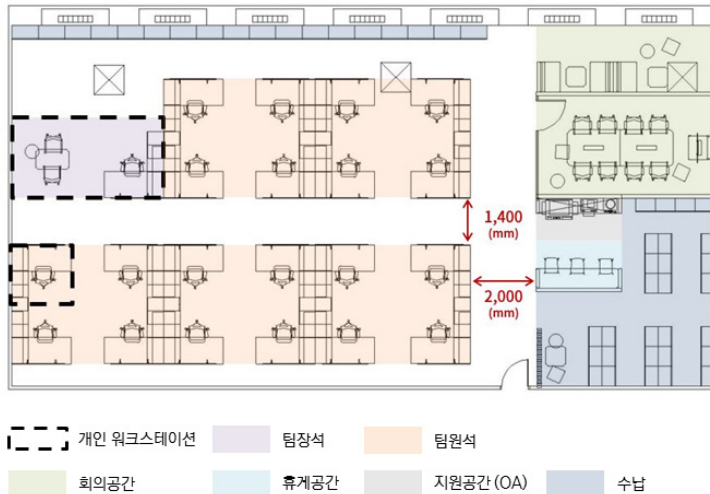 1,400
(mm)
2,000
(mm)
개인 워크스테이션
팀장석
팀원석
회의공간
휴게공간
지원공간 (OA)
수납